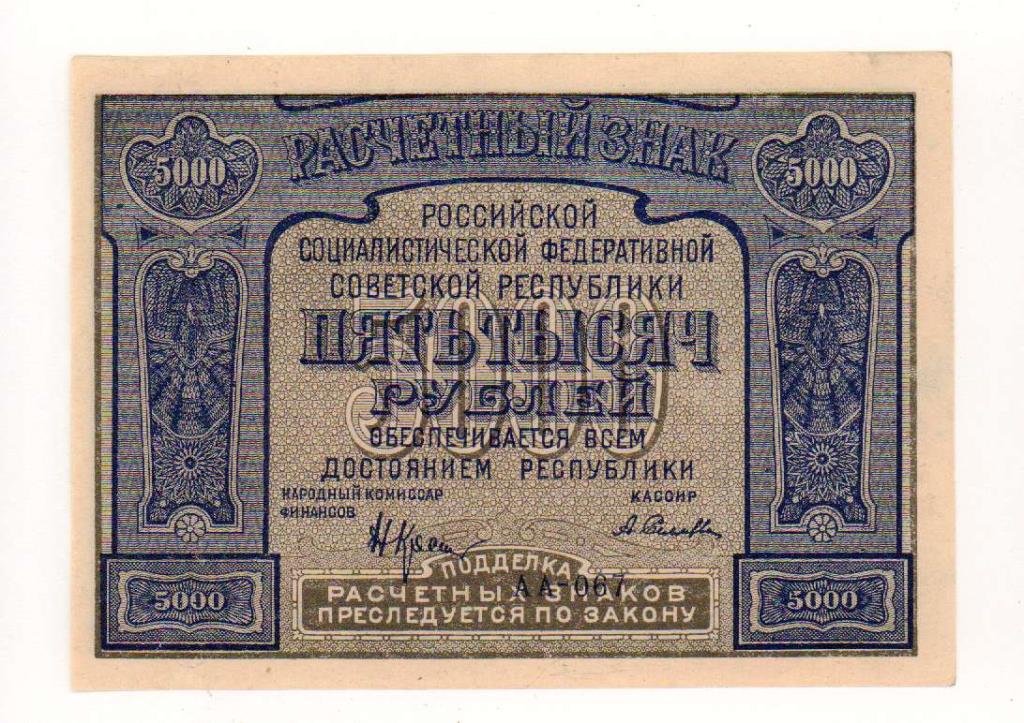 РАСЧЕТНЫЙ ЗНАК
5000 5000
РОССИЙСКОЙ
СОЦИАЛИСТИЧЕСКОЙ ФЕДЕРАТИВНОЙ
СОВЕТСКОЙ РЕСПУБЛИКИ
5000
ПЯТЬ ТЫСЯЧ
РУБЛЕЙ
ОБЕСПЕЧИВАЕТСЯ ВСЕМ
ДОСТОЯНИЕМ РЕСПУБЛИКИ
НАРОДНЫЙ КОМИССАР
ФИНАНСОВ
КАССИР
ПОДДЕЛКА
АА-067
РАСЧЕТНЫХ ЗНАКОВ
ПРЕСЛЕДУЕТСЯ ПО ЗАКОНУ
5000 5000